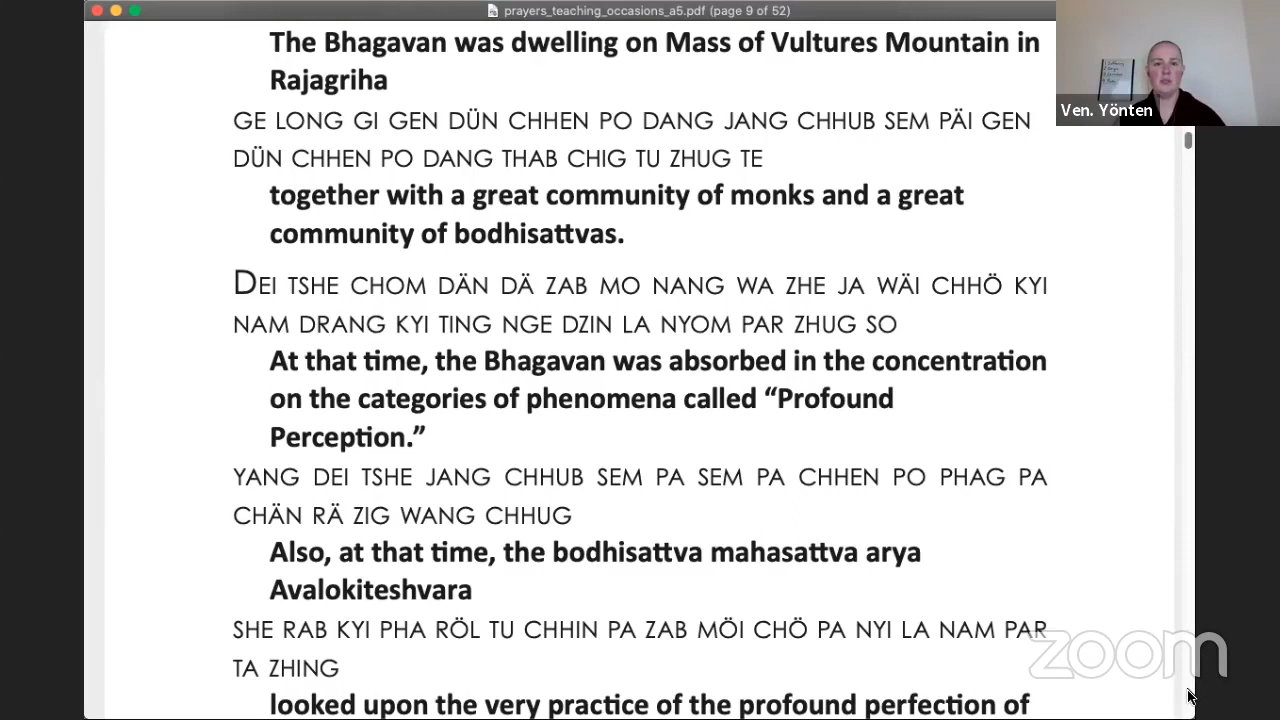 prayers_teaching_occasions_a5.pdf (page 9 of 52)
The Bhagavan was dwelling on Mass of Vultures Mountain in
Rajagriha
GE LONG GI GEN DÜN CHHEN PO DANG JANG CHHUB SEM PÄI GEN
DÜN CHHEN PO DANG THAB CHIG TU ZHUG TE
together with a great community of monks and a great
community of bodhisattvas.
DEI TSHE CHOM DÄN DÄ ZAB MO NANG WA ZHE JA WÄI CHHÖ KYI
NAM DRANG KYI TING NGE DZIN LA NYOM PAR ZHUG SO
At that time, the Bhagavan was absorbed in the concentration
on the categories of phenomena called “Profound
Perception.”
YANG DEI TSHE JANG CHHUB SEM PA SEM PA CHHEN PO PHAG PA
CHÄN RÄ ZIG WANG CHHUG
Also, at that time, the bodhisattva mahasattva arya
Avalokiteshvara
SHE RAB KYI PHA RÖL TU CHHIN PA ZAB MÖI CHÖ PA NYI LA NAM PAR
TA ZHING
looked upon the very practice of the profound perfection of
Ven. Yönten
zoom